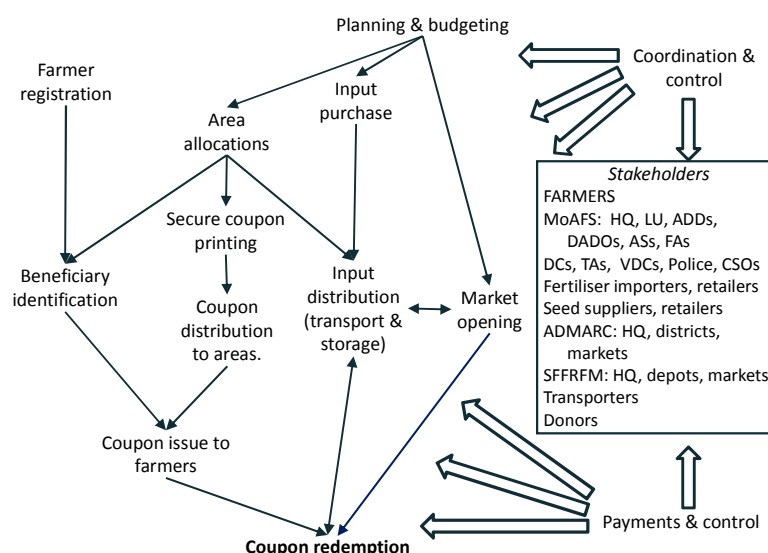 Planning & budgeting
Coordination &
control
Farmer
registration
Input
purchase
Area
allocations
Stakeholders
FARMERS
MoAFS: HQ, LU, ADDs,
DADOs, ASs, FAs
DCs, TAs, VDCs, Police, CSOs
Fertiliser importers, retailers
Seed suppliers, retailers
ADMARC: HQ, districts,
markets
SFFRFM: HQ, depots, markets
Transporters
Donors
Secure coupon
printing
Beneficiary
identification
Input
distribution
(transport &
storage)
Market
opening
Coupon
distribution
to areas.
Coupon issue to
farmers
Payments & control
Coupon redemption